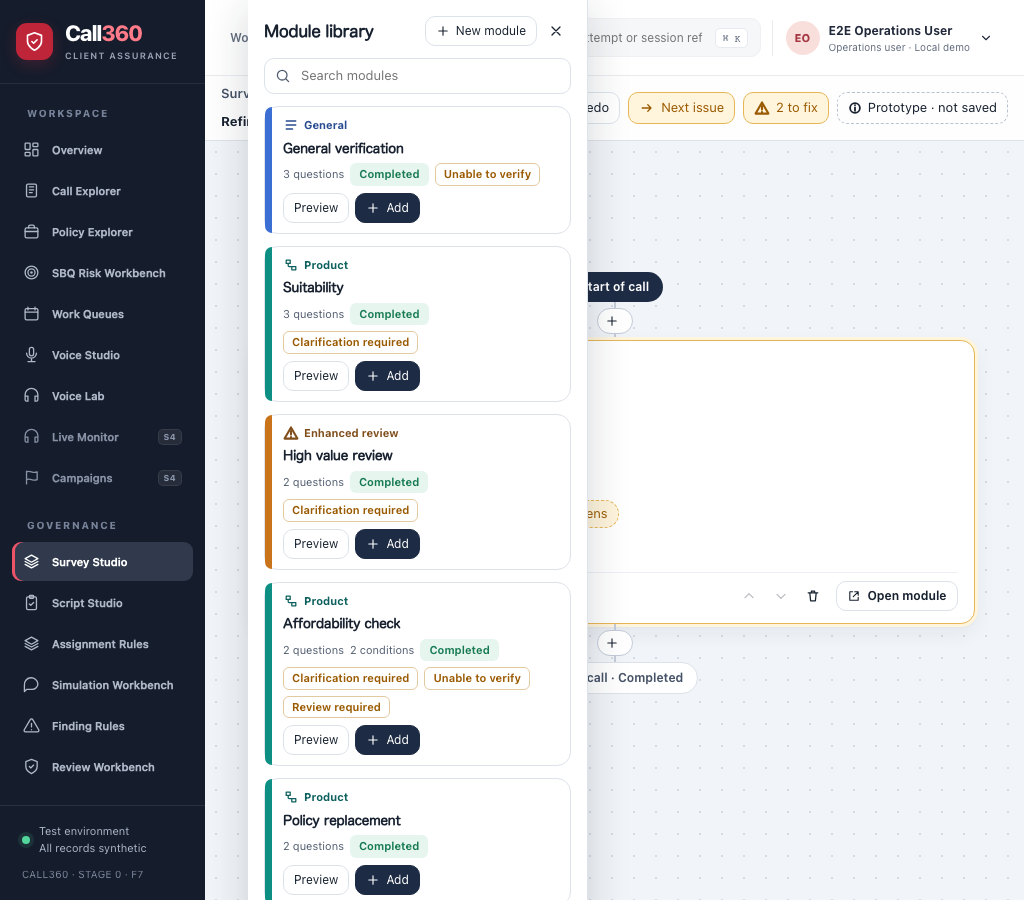 Call360
CLIENT ASSURANCE
WORKSPACE
Overview
Call Explorer
Policy Explorer
SBQ Risk Workbench
Work Queues
Voice Studio
Voice Lab
Live Monitor S4
Campaigns S4
GOVERNANCE
Survey Studio
Script Studio
Assignment Rules
Simulation Workbench
Finding Rules
Review Workbench
Test environment
All records synthetic
CALL360 · STAGE 0 · F7
Module library
New module
Search modules
General
General verification
3 questions Completed Unable to verify
Preview Add
Product
Suitability
3 questions Completed
Clarification required
Preview Add
Enhanced review
High value review
2 questions Completed
Clarification required
Preview Add
Product
Affordability check
2 questions 2 conditions Completed
Clarification required Unable to verify
Review required
Preview Add
Product
Policy replacement
2 questions Completed
Preview Add
Wo
ttempt or session ref ⌘ K
EO
E2E Operations User
Operations user · Local demo
Surv
Refi
edo
Next issue
2 to fix
Prototype · not saved
tart of call
ens
Open module
call · Completed